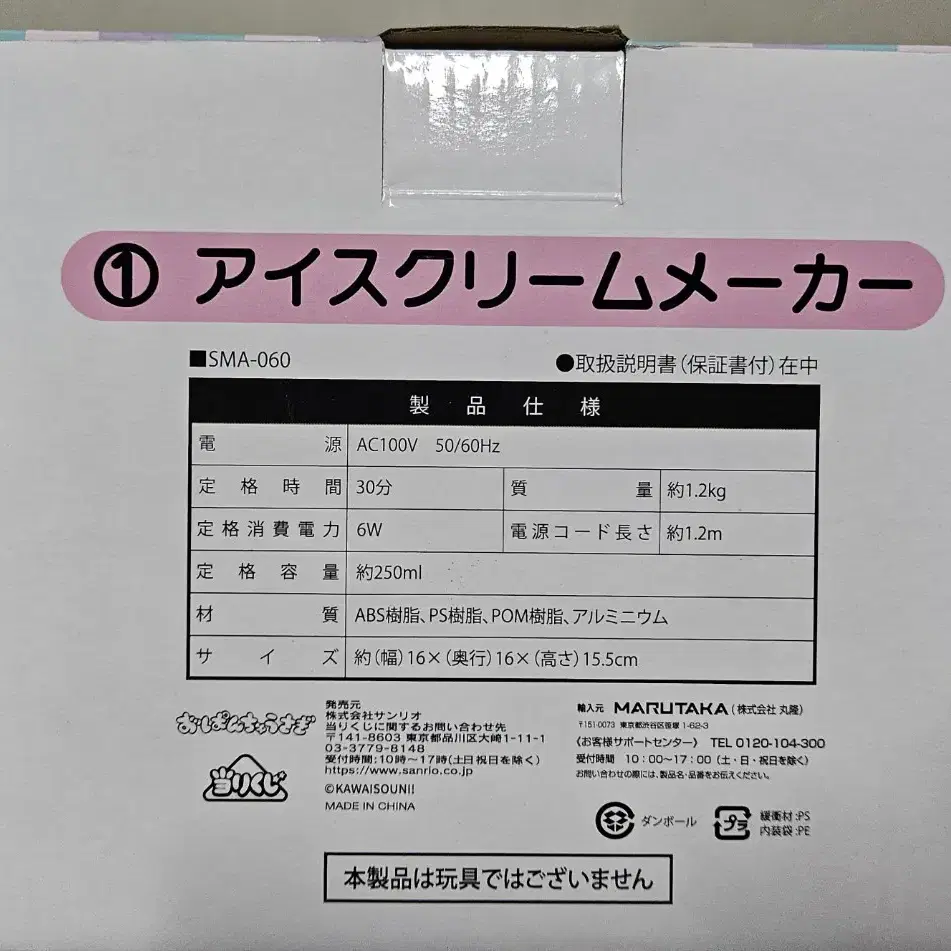 ① アイスクリームメーカー
■SMA-060 ●取扱説明書(保証書付)在中
製品仕様
電源 AC100V 50/60Hz
定格時間 30分 質量 約1.2kg
定格消費電力 6W 電源コード長さ 約1.2m
定格容量 約250ml
材質 ABS樹脂、PS樹脂、POM樹脂、アルミニウム
サイズ 約(幅)16×(奥行)16×(高さ)15.5cm
おしぱんちゃうさぎ
当りくじ
発売元
株式会社サンリオ
当りくじに関するお問い合わせ先
〒141-8603 東京都品川区大崎1-11-1
03-3779-8148
受付時間:10時〜17時(土日祝日を除く)
https://www.sanrio.co.jp
©KAWAISOUNI!!
MADE IN CHINA
輸入元 MARUTAKA (株式会社 丸隆)
〒151-0073 東京都渋谷区笹塚 1-62-3
《お客様サポートセンター》 TEL 0120-104-300
受付時間 10:00〜17:00(土・日・祝日を除く)
お問い合わせの際には、製品名・品番をお伝えください。
ダンボール
プラ
緩衝材:PS
内装袋:PE
本製品は玩具ではございません